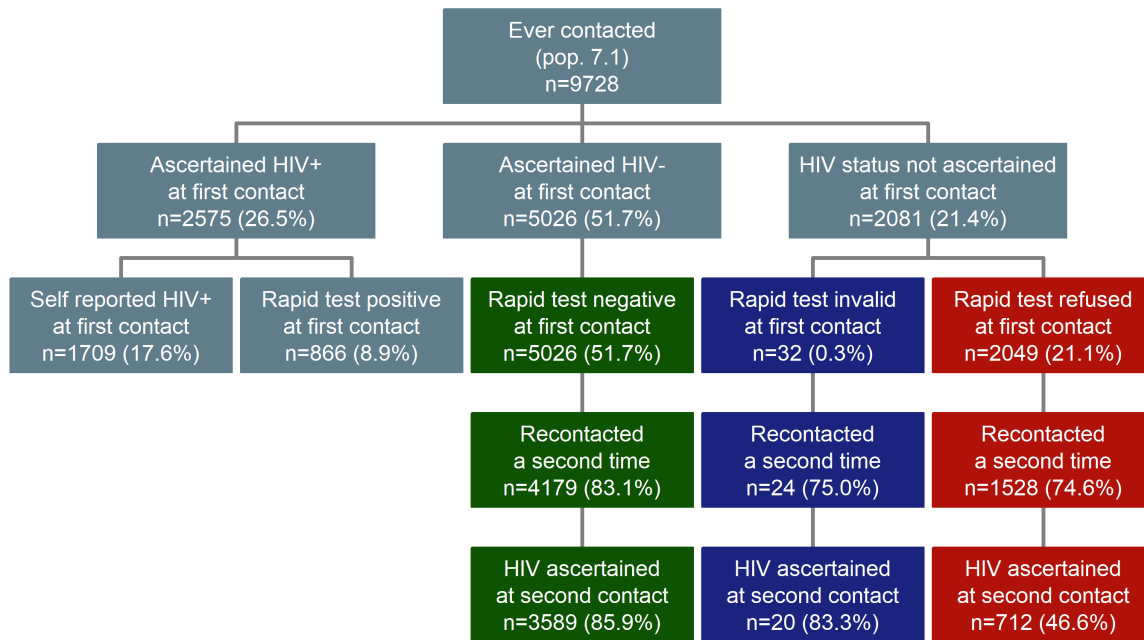 Ever contacted
(pop. 7.1)
n=9728
Ascertained HIV+
at first contact
n=2575 (26.5%)
Ascertained HIV-
at first contact
n=5026 (51.7%)
HIV status not ascertained
at first contact
n=2081 (21.4%)
Self reported HIV+
at first contact
n=1709 (17.6%)
Rapid test positive
at first contact
n=866 (8.9%)
Rapid test negative
at first contact
n=5026 (51.7%)
Rapid test invalid
at first contact
n=32 (0.3%)
Rapid test refused
at first contact
n=2049 (21.1%)
Recontacted
a second time
n=4179 (83.1%)
Recontacted
a second time
n=24 (75.0%)
Recontacted
a second time
n=1528 (74.6%)
HIV ascertained
at second contact
n=3589 (85.9%)
HIV ascertained
at second contact
n=20 (83.3%)
HIV ascertained
at second contact
n=712 (46.6%)